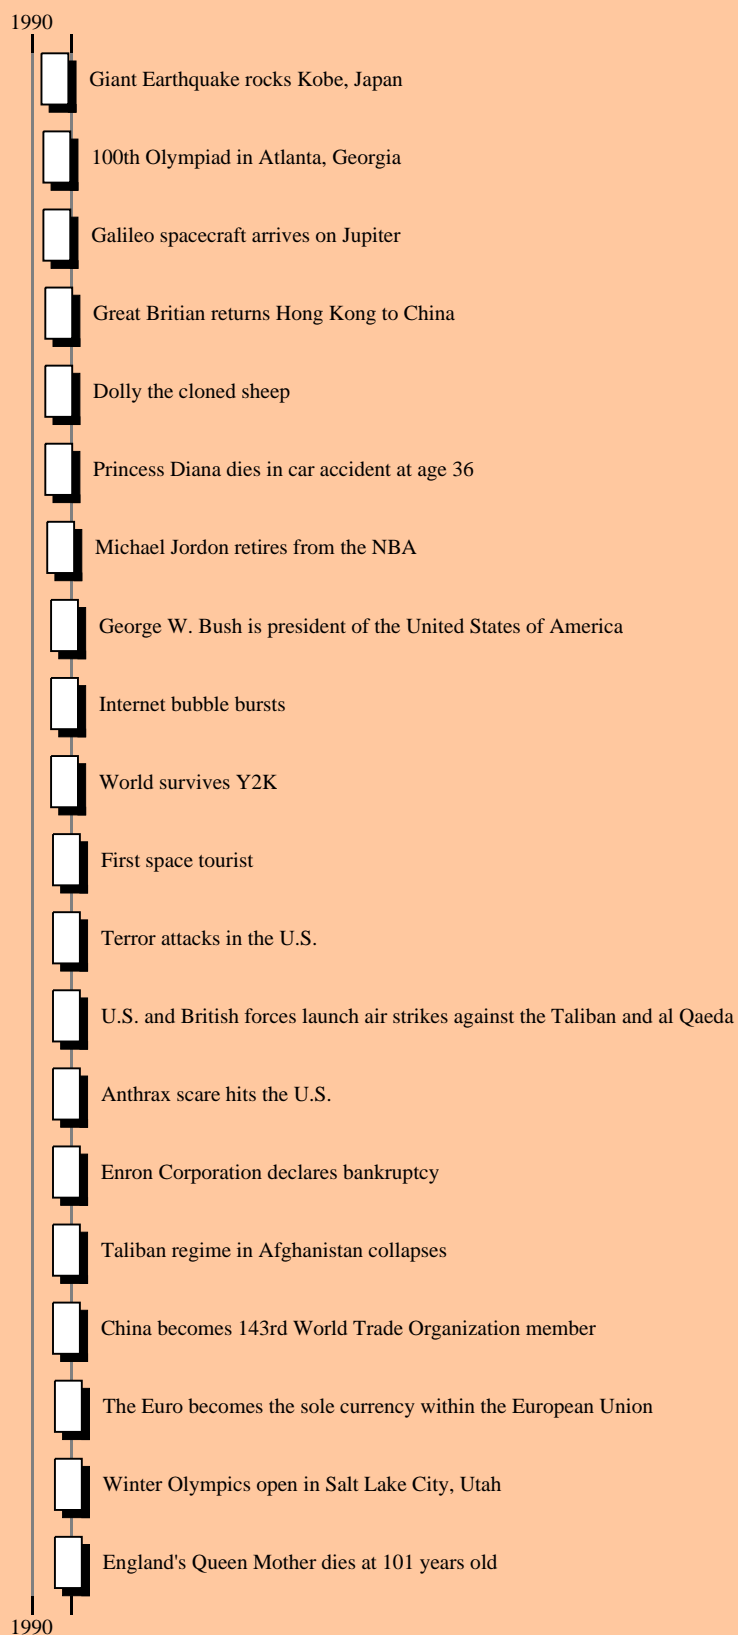 1990
Giant Earthquake rocks Kobe, Japan
100th Olympiad in Atlanta, Georgia
Galileo spacecraft arrives on Jupiter
Great Britian returns Hong Kong to China
Dolly the cloned sheep
Princess Diana dies in car accident at age 36
Michael Jordon retires from the NBA
George W. Bush is president of the United States of America
Internet bubble bursts
World survives Y2K
First space tourist
Terror attacks in the U.S.
U.S. and British forces launch air strikes against the Taliban and al Qaeda
Anthrax scare hits the U.S.
Enron Corporation declares bankruptcy
Taliban regime in Afghanistan collapses
China becomes 143rd World Trade Organization member
The Euro becomes the sole currency within the European Union
Winter Olympics open in Salt Lake City, Utah
England's Queen Mother dies at 101 years old
1990